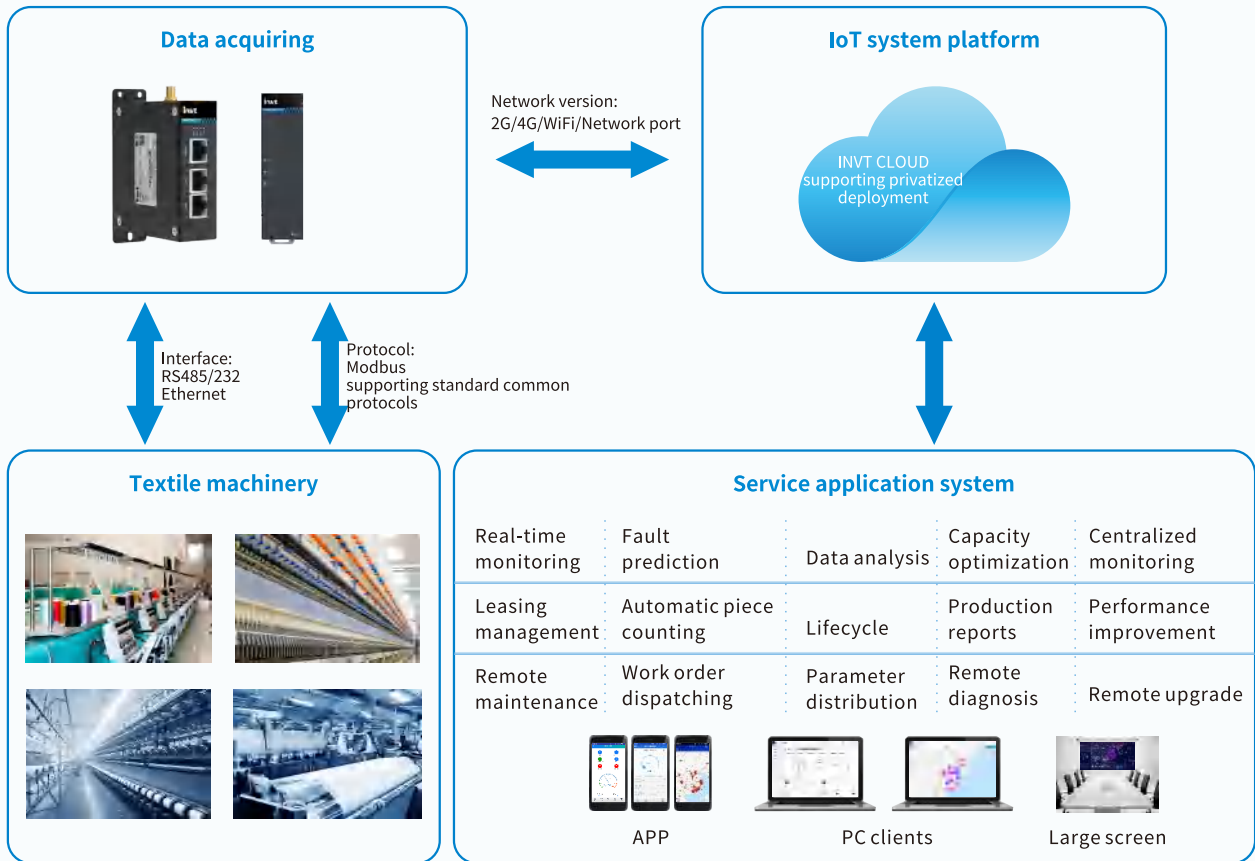 Data acquiring
invt
invt
Network version:
2G/4G/WiFi/Network port
IoT system platform
INVT CLOUD
supporting privatized
deployment
Interface:
RS485/232
Ethernet
Protocol:
Modbus
supporting standard common
protocols
Textile machinery
Service application system
Real-time
monitoring
Fault
prediction
Data analysis
Capacity
optimization
Centralized
monitoring
Leasing
management
Automatic piece
counting
Lifecycle
Production
reports
Performance
improvement
Remote
maintenance
Work order
dispatching
Parameter
distribution
Remote
diagnosis
Remote upgrade
APP
PC clients
Large screen